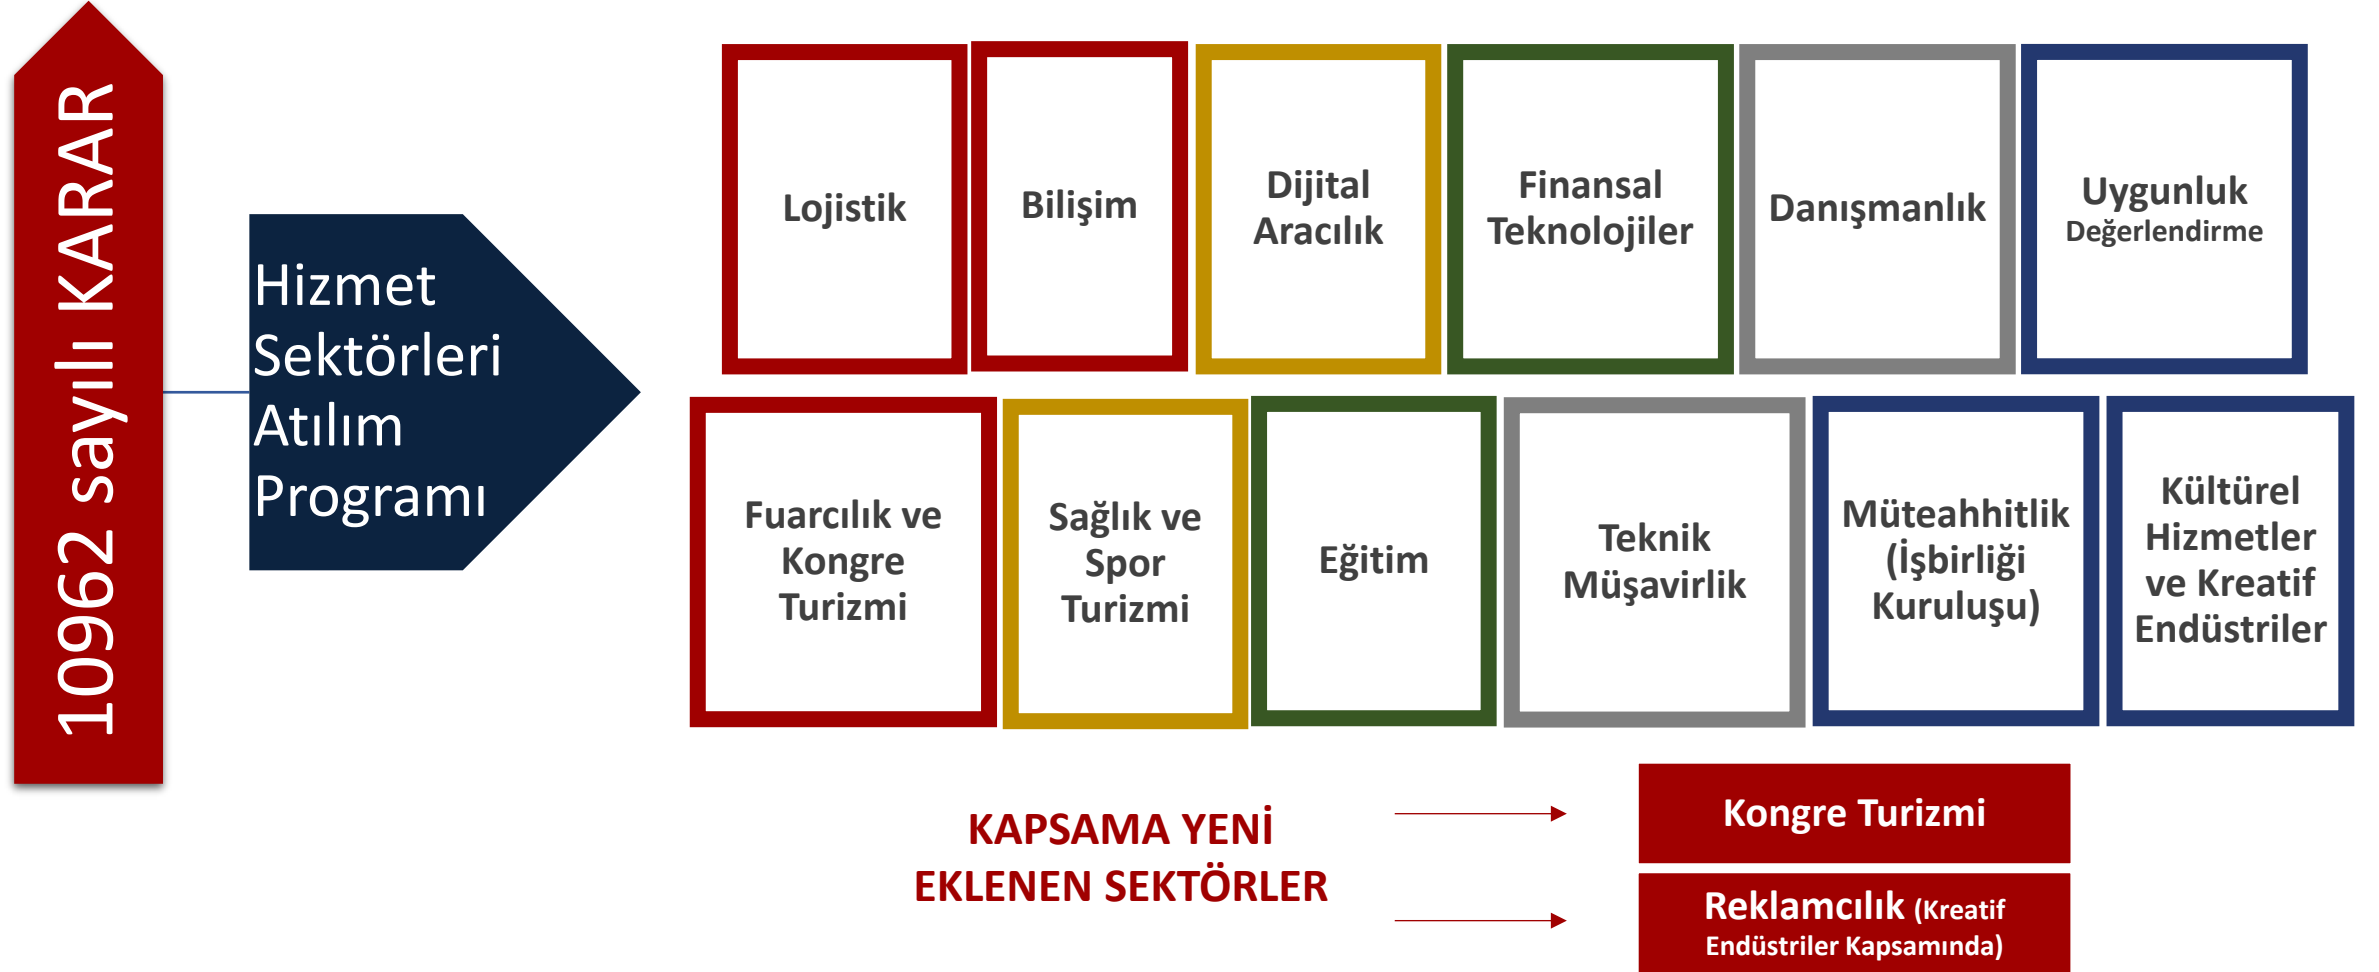 10962 sayılı KARAR
Hizmet
Sektörleri
Atılım
Programı
Lojistik
Bilişim
Dijital
Aracılık
Finansal
Teknolojiler
Danışmanlık
Uygunluk
Değerlendirme
Fuarcılık ve
Kongre
Turizmi
Sağlık ve
Spor
Turizmi
Eğitim
Teknik
Müşavirlik
Müteahhitlik
(İşbirliği
Kuruluşu)
Kültürel
Hizmetler
ve Kreatif
Endüstriler
KAPSAMA YENİ
EKLENEN SEKTÖRLER
Kongre Turizmi
Reklamcılık (Kreatif
Endüstriler Kapsamında)